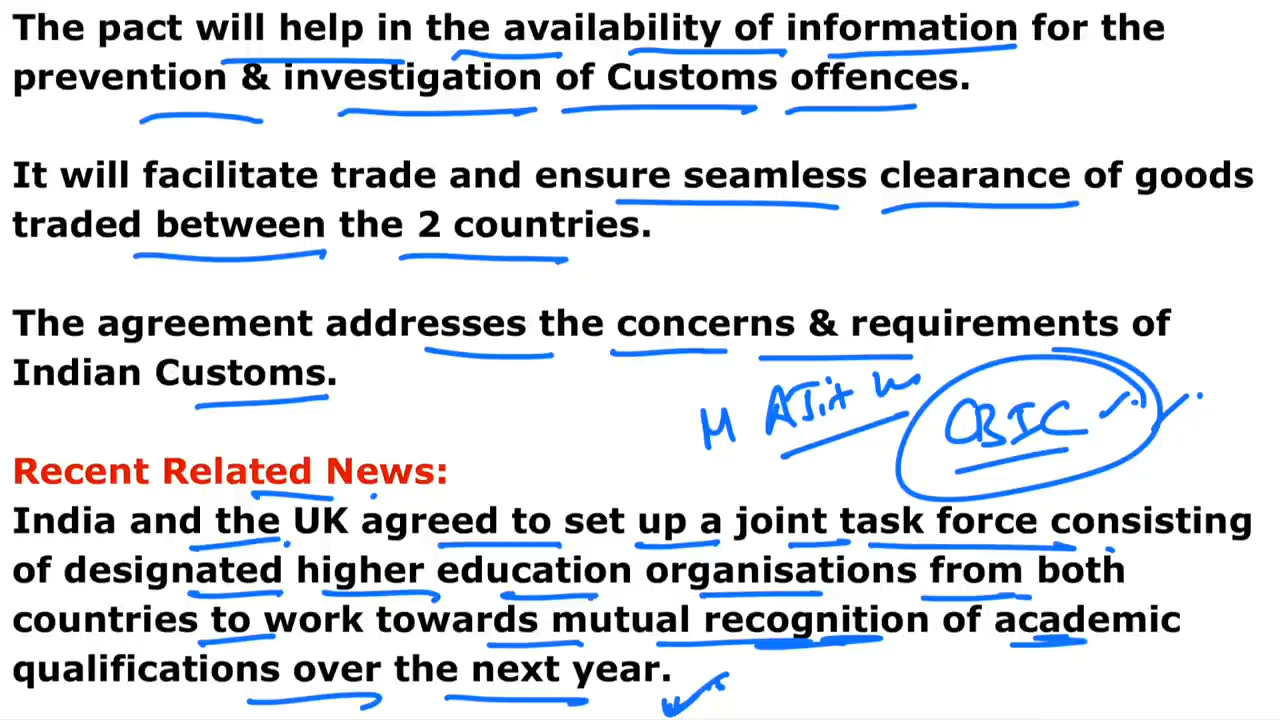 The pact will help in the availability of information for the
prevention & investigation of Customs offences.
It will facilitate trade and ensure seamless clearance of goods
traded between the 2 countries.
The agreement addresses the concerns & requirements of
Indian Customs.
M AJit
CBIC
Recent Related News:
India and the UK agreed to set up a joint task force consisting
of designated higher education organisations from both
countries to work towards mutual recognition of academic
qualifications over the next year.